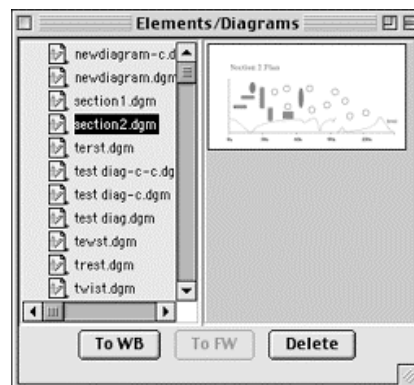 Elements/Diagrams
newdiagram-c.d
newdiagram.dgm
section1.dgm
section2.dgm
terst.dgm
test diag-c-c.dg
test diag-c.dgm
test diag.dgm
tewst.dgm
trest.dgm
twist.dgm
Section 2 Plan
To WB
To FW
Delete